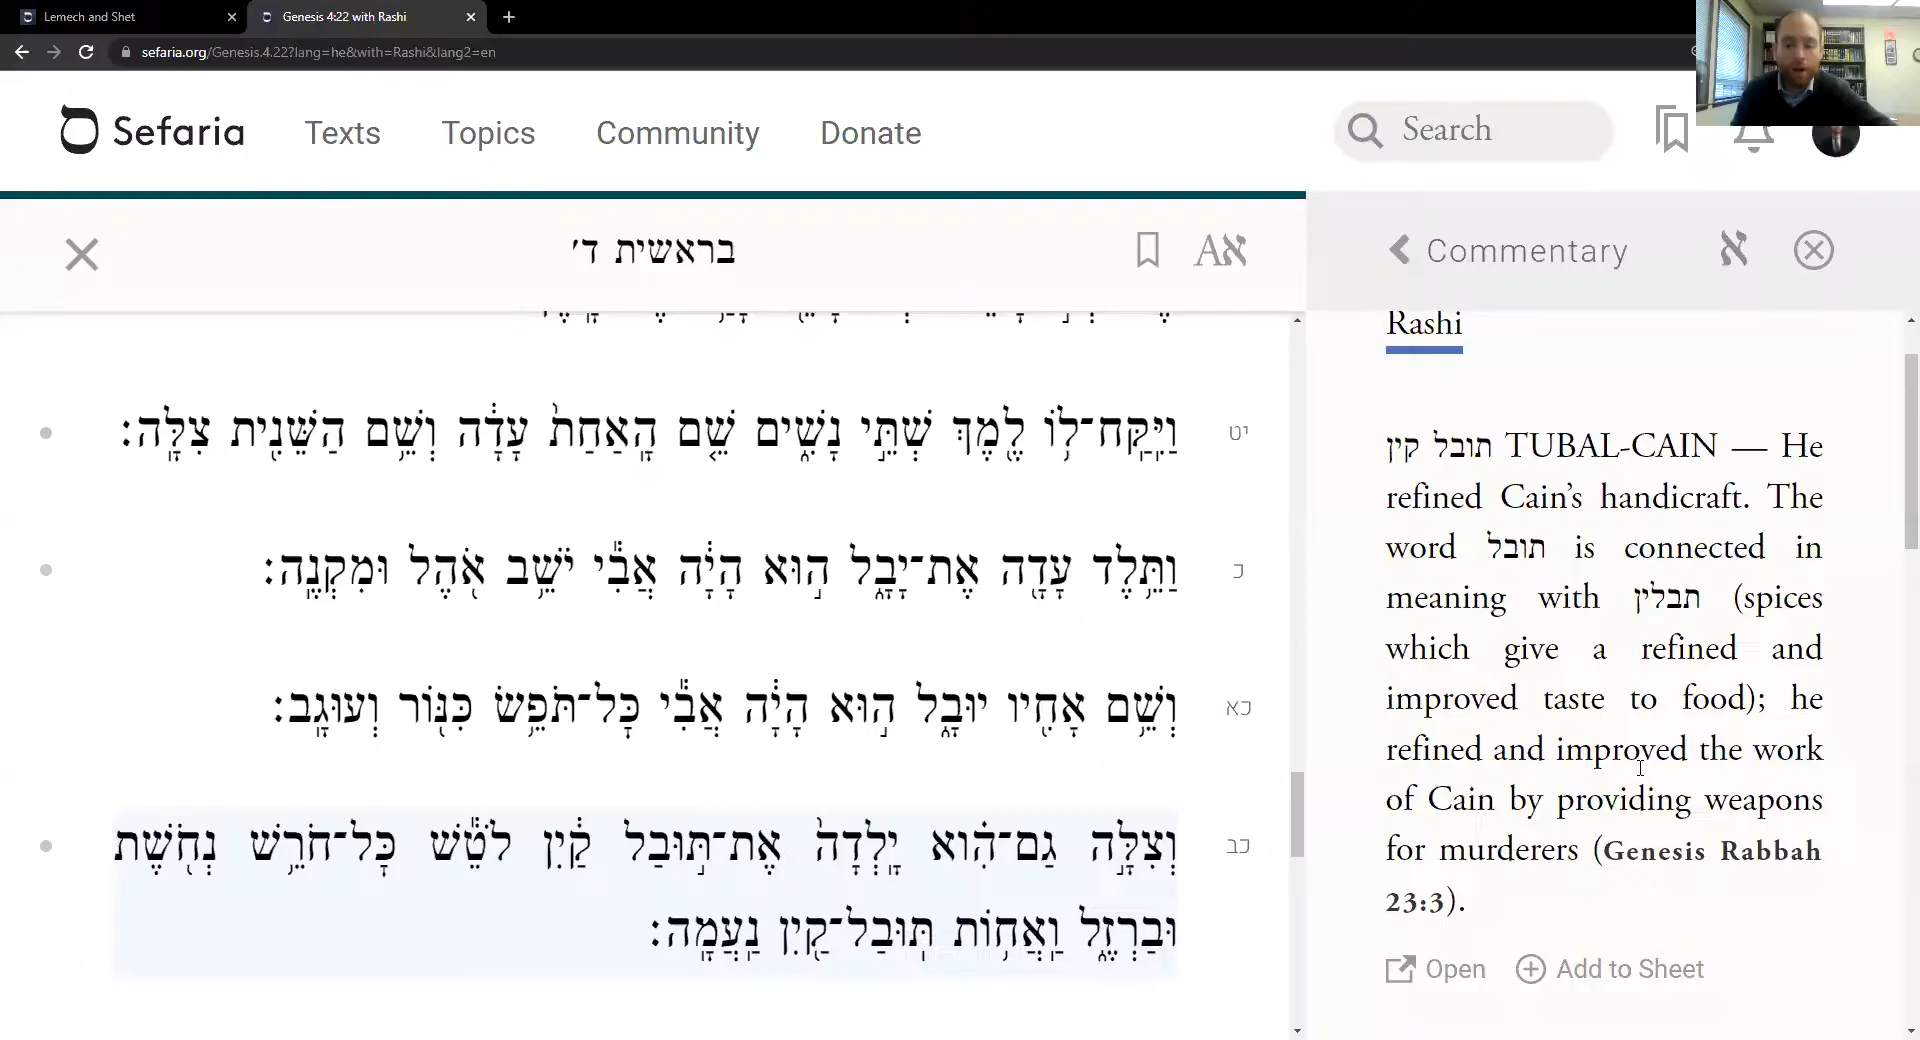 Lemech and Shet
Genesis 4:22 with Rashi
sefaria.org/Genesis.4.22?lang=he&with=Rashi&lang2=en
Sefaria
Texts
Topics
Community
Donate
Search
בראשית ד׳
Aא
Commentary
א
יט
וַיִּֽקַּֽח־ל֥וֹ לֶ֖מֶךְ שְׁתֵּ֣י נָשִׁ֑ים שֵׁ֤ם הָֽאַחַת֙ עָדָ֔ה וְשֵׁ֥ם הַשֵּׁנִ֖ית צִלָּֽה׃
כ
וַתֵּ֥לֶד עָדָ֖ה אֶת־יָבָ֑ל ה֣וּא הָיָ֔ה אֲבִ֕י יֹשֵׁ֥ב אֹ֖הֶל וּמִקְנֶֽה׃
כא
וְשֵׁ֥ם אָחִ֖יו יוּבָ֑ל ה֣וּא הָיָ֔ה אֲבִ֕י כׇּל־תֹּפֵ֥שׂ כִּנּ֖וֹר וְעוּגָֽב׃
כב
וְצִלָּ֣ה גַם־הִ֗וא יָֽלְדָה֙ אֶת־תּ֣וּבַל קַ֔יִן לֹטֵ֕שׁ כׇּל־חֹרֵ֥שׁ נְחֹ֖שֶׁת
וּבַרְזֶ֑ל וַֽאֲח֥וֹת תּֽוּבַל־קַ֖יִן נַֽעֲמָֽה׃
Rashi
תובל קין TUBAL-CAIN — He
refined Cain’s handicraft. The
word תובל is connected in
meaning with תבלין (spices
which give a refined and
improved taste to food); he
refined and improved the work
of Cain by providing weapons
for murderers (Genesis Rabbah
23:3).
Open
Add to Sheet